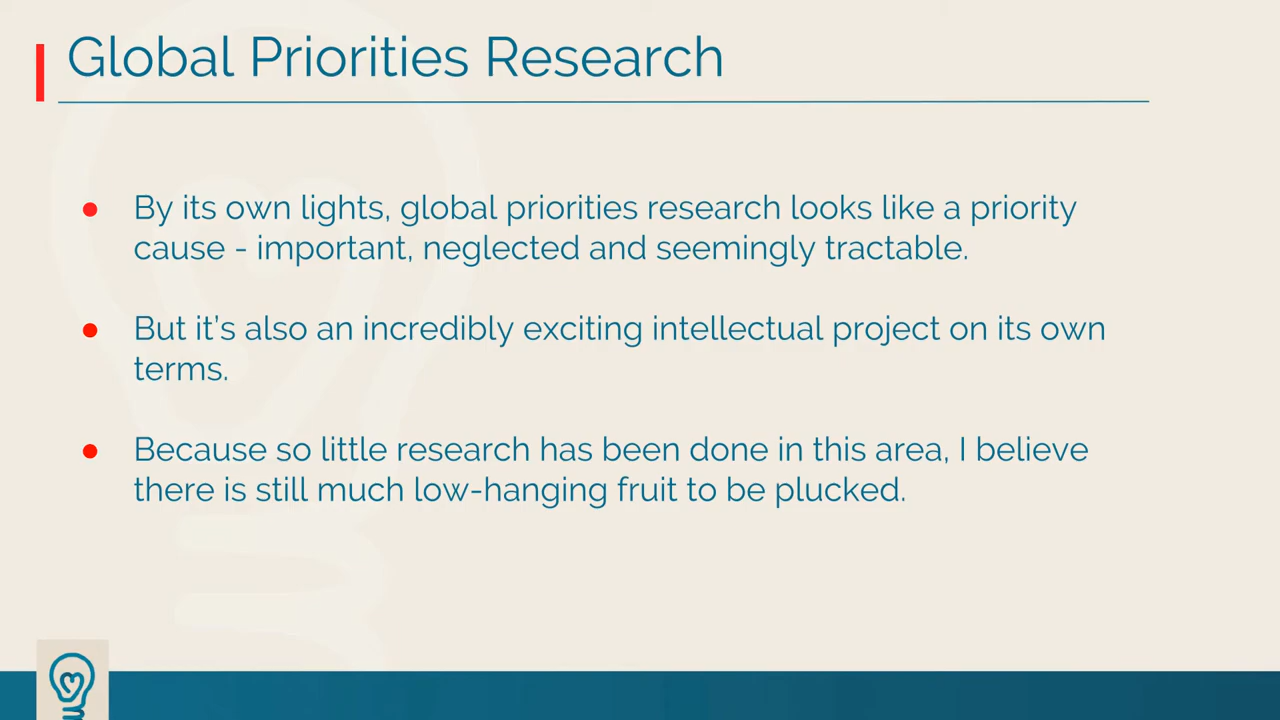 Global Priorities Research
By its own lights, global priorities research looks like a priority
cause - important, neglected and seemingly tractable.
But it's also an incredibly exciting intellectual project on its own
terms.
Because so little research has been done in this area, I believe
there is still much low-hanging fruit to be plucked.